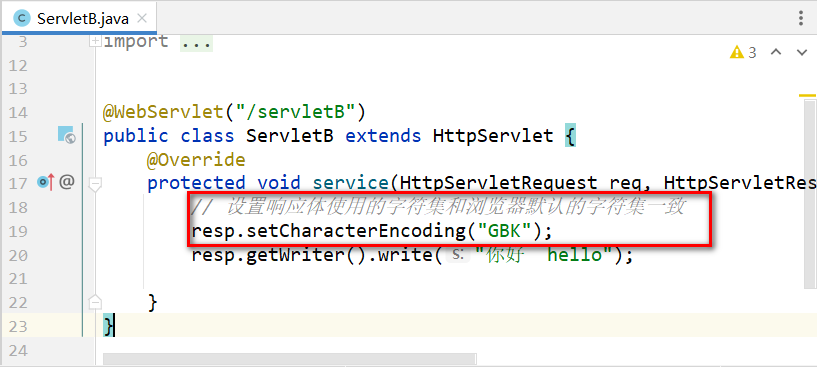 ServletB.java
3 import ...
12
13
14 @WebServlet("/servletB")
15 public class ServletB extends HttpServlet {
16 @Override
17 @ protected void service(HttpServletRequest req, HttpServletRes
18 // 设置响应体使用的字符集和浏览器默认的字符集一致
19 resp.setCharacterEncoding("GBK");
20 resp.getWriter().write( s: "你好 hello");
21
22 }
23 }
24
3